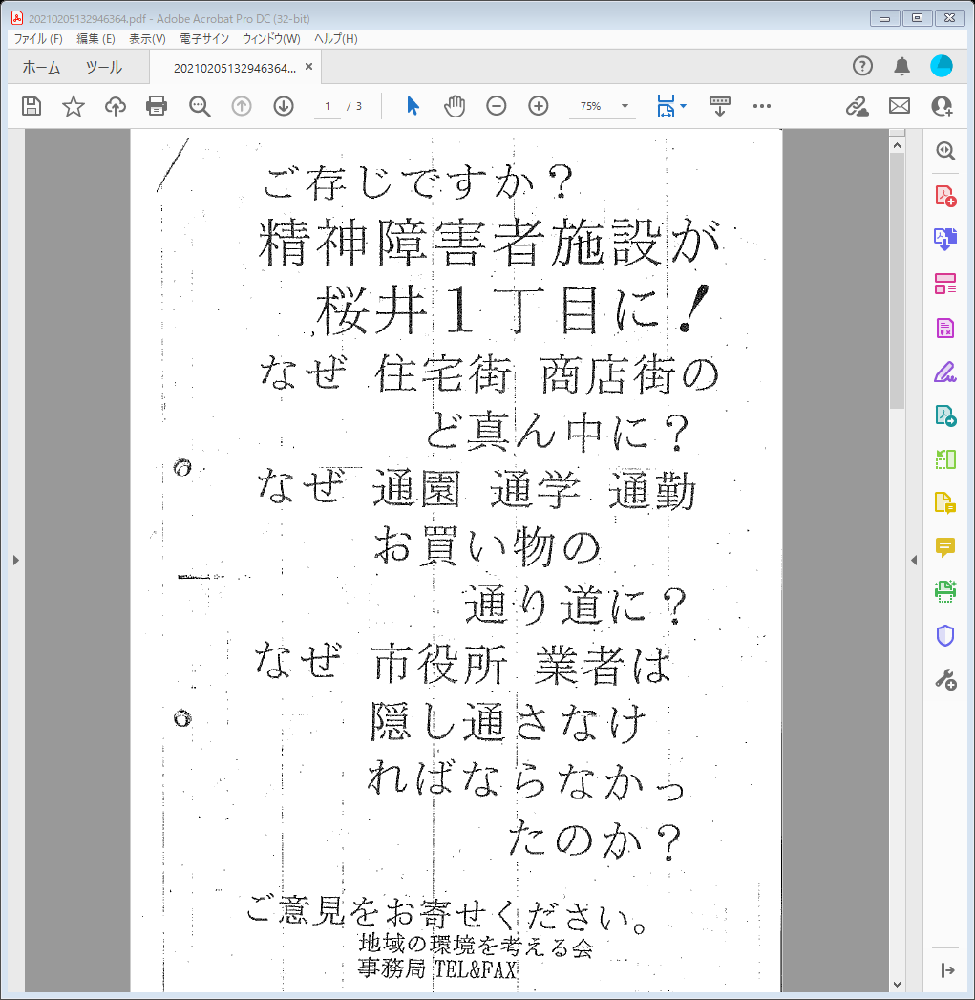 20210205132946364.pdf - Adobe Acrobat Pro DC (32-bit)
ファイル(F) 編集(E) 表示(V) 電子サイン ウィンドウ(W) ヘルプ(H)
ホーム ツール 20210205132946364... ×
1 / 3 75%
ご存じですか？
精神障害者施設が
桜井１丁目に！
なぜ 住宅街 商店街の
ど真ん中に？
なぜ 通園 通学 通勤
お買い物の
通り道に？
なぜ 市役所 業者は
隠し通さなけ
ればならなかっ
たのか？
ご意見をお寄せください。
地域の環境を考える会
事務局 TEL&FAX